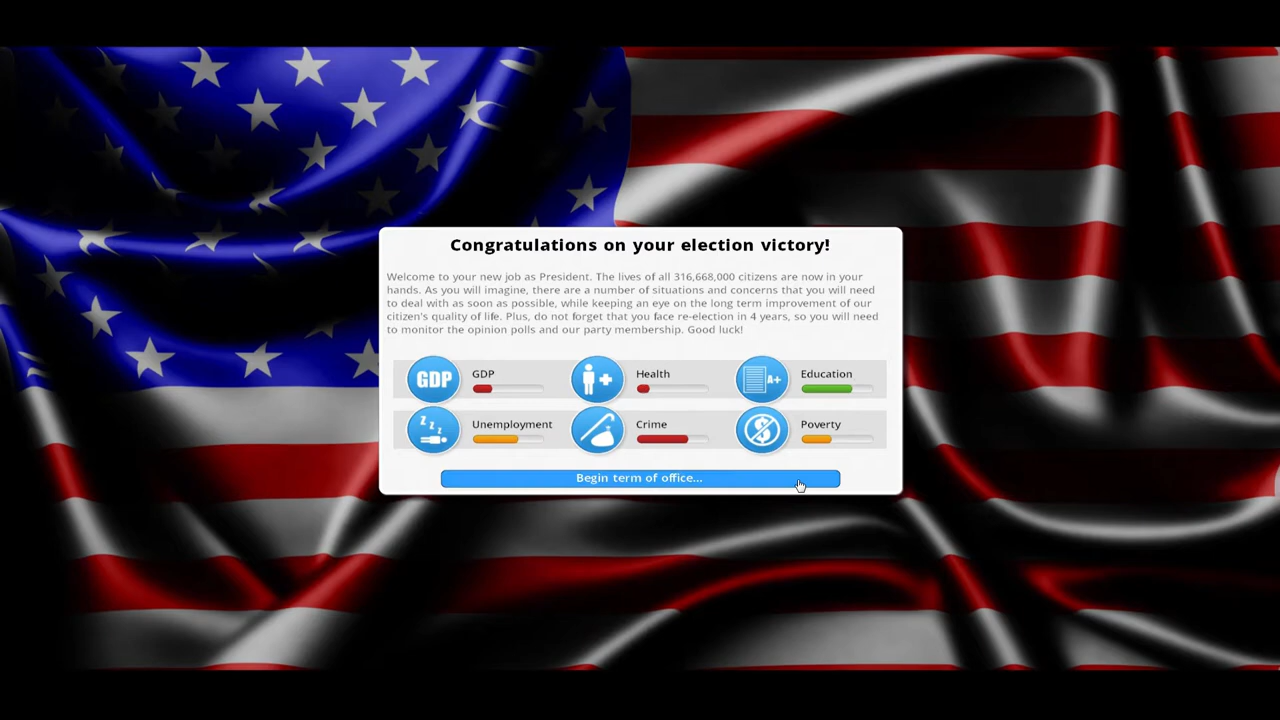 Congratulations on your election victory!
Welcome to your new job as President. The lives of all 316,668,000 citizens are now in your
hands. As you will imagine, there are a number of situations and concerns that you will need
to deal with as soon as possible, while keeping an eye on the long term improvement of our
citizen's quality of life. Plus, do not forget that you face re-election in 4 years, so you will need
to monitor the opinion polls and our party membership. Good luck!
GDP GDP Health A+ Education
Unemployment Crime Poverty
Begin term of office...